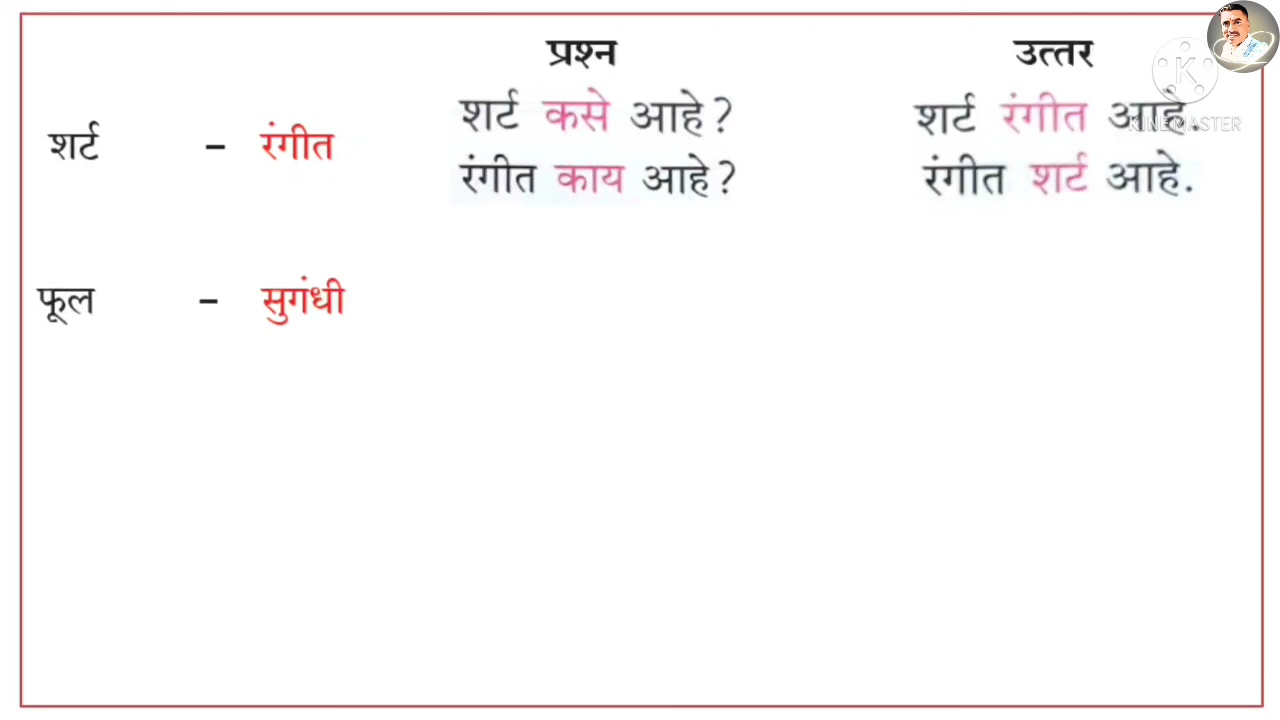 प्रश्न उत्तर
शर्ट – रंगीत शर्ट कसे आहे? शर्ट रंगीत आहे.
रंगीत काय आहे? रंगीत शर्ट आहे.
फूल – सुगंधी
K
KINEMASTER